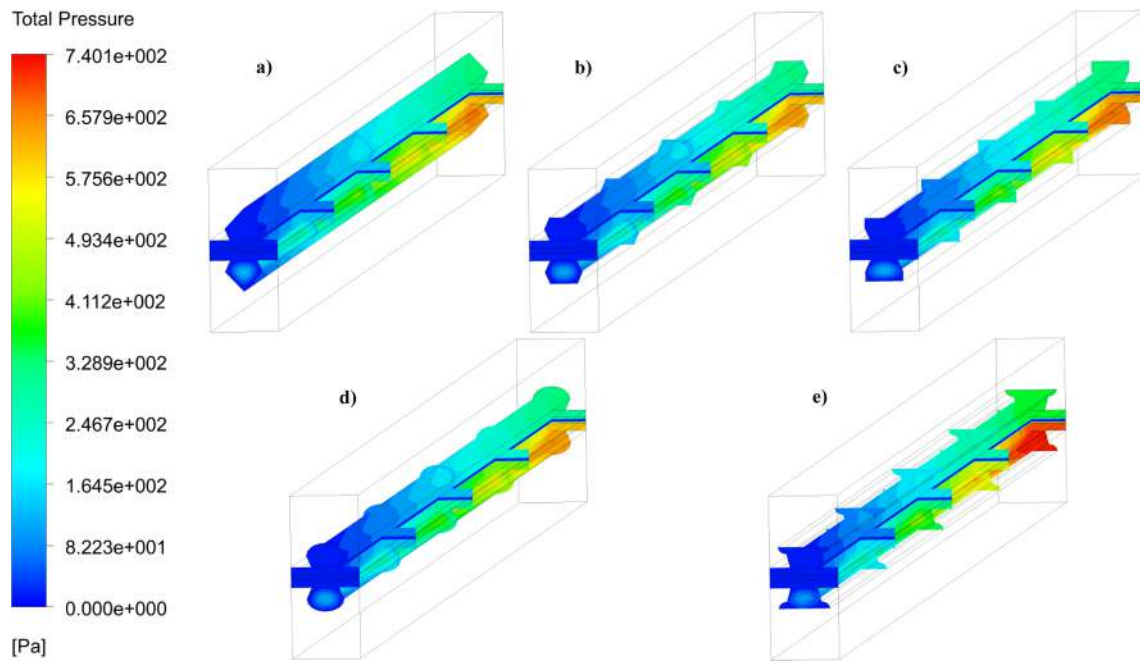 Total Pressure
7.401e+002
6.579e+002
5.756e+002
4.934e+002
4.112e+002
3.289e+002
2.467e+002
1.645e+002
8.223e+001
0.000e+000
[Pa]
a)
b)
c)
d)
e)